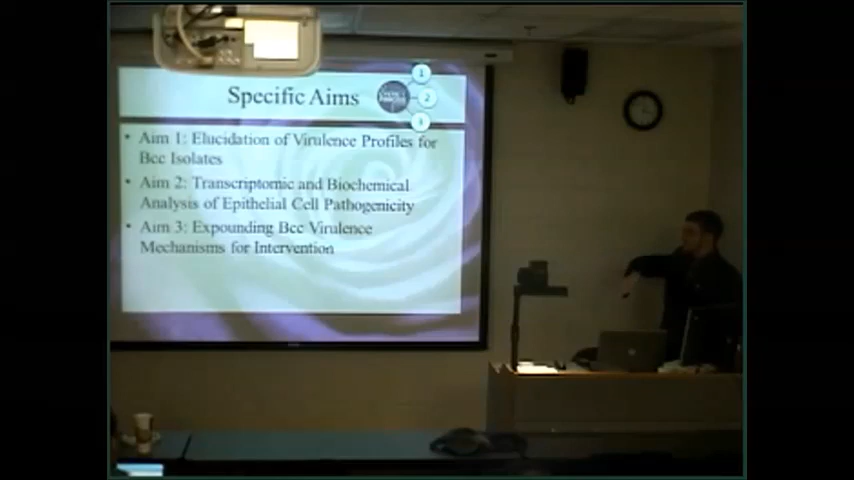 Specific Aims
1
2
3
• Aim 1: Elucidation of Virulence Profiles for
Bcc Isolates
• Aim 2: Transcriptomic and Biochemical
Analysis of Epithelial Cell Pathogenicity
• Aim 3: Expounding Bcc Virulence
Mechanisms for Intervention